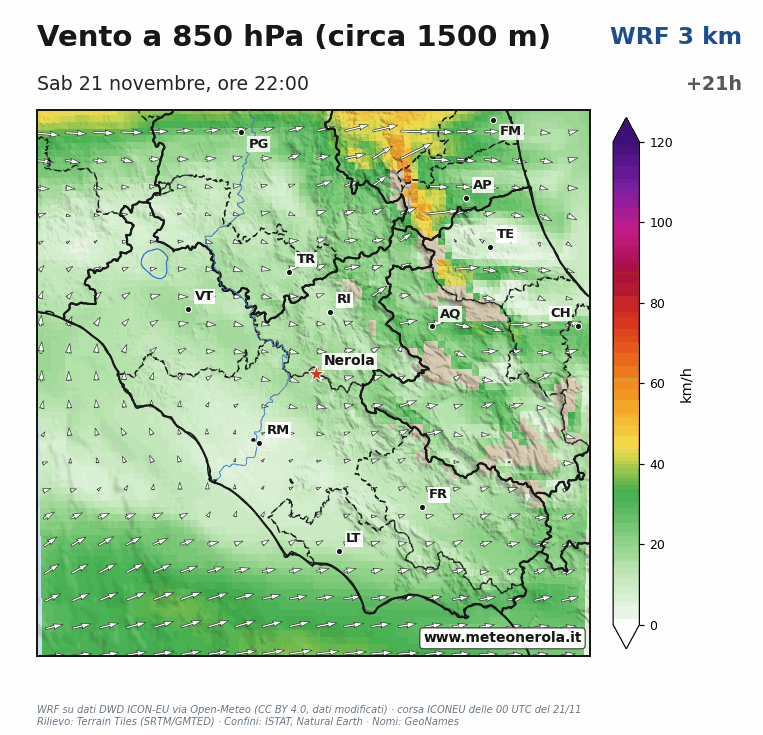 Vento a 850 hPa (circa 1500 m)
WRF 3 km
Sab 21 novembre, ore 22:00
+21h
FM
PG
AP
TE
TR
VT
RI
AQ
CH
Nerola
RM
FR
LT
www.meteonerola.it
120
100
80
60
40
20
0
km/h
WRF su dati DWD ICON-EU via Open-Meteo (CC BY 4.0, dati modificati) · corsa ICONEU delle 00 UTC del 21/11
Rilievo: Terrain Tiles (SRTM/GMTED) · Confini: ISTAT, Natural Earth · Nomi: GeoNames